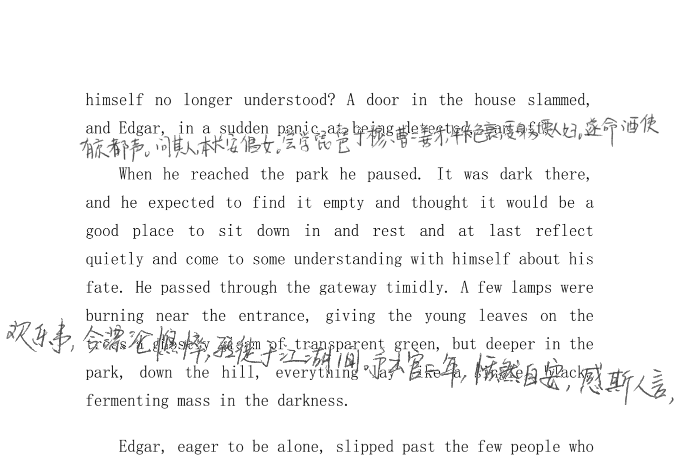 himself no longer understood? A door in the house slammed,
and Edgar, in a sudden panic at being detected, ran
有京都声。问其人,本长安倡女。尝学琵琶于穆、曹二善才,年长色衰,委身为贾人妇。遂命酒使
When he reached the park he paused. It was dark there,
and he expected to find it empty and thought it would be a
good place to sit down in and rest and at last reflect
quietly and come to some understanding with himself about his
fate. He passed through the gateway timidly. A few lamps were
burning near the entrance, giving the young leaves on the
欢乐事,今漂沦憔悴,转徙于江湖间。予出官二年,恬然自安,感斯人言,
of transparent green, but deeper in the
park, down the hill, everything lay like a black,
fermenting mass in the darkness.
Edgar, eager to be alone, slipped past the few people who